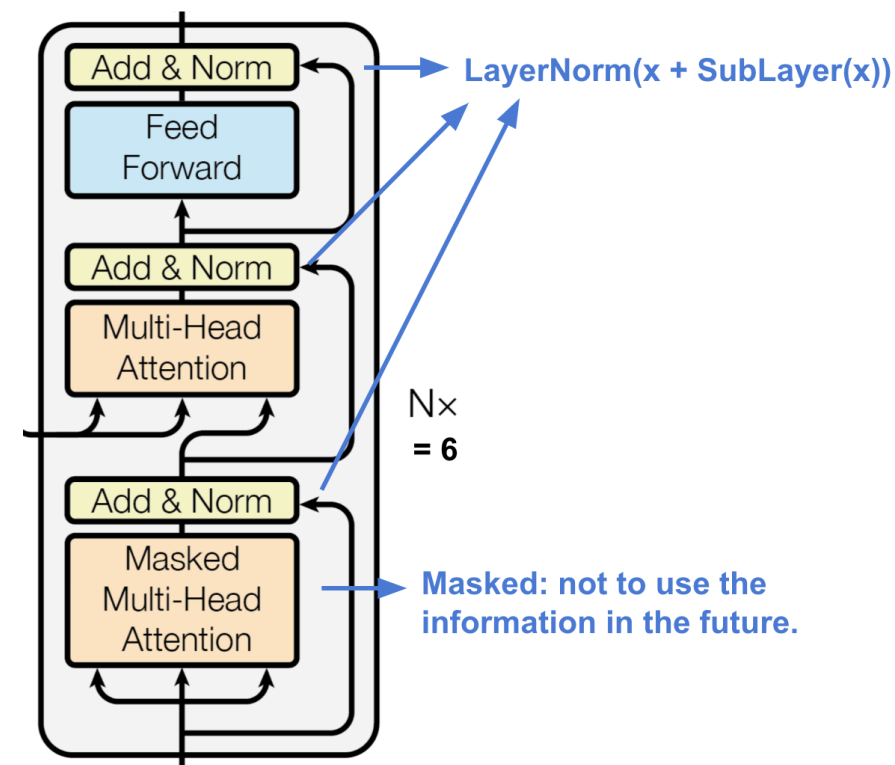 Add & Norm
LayerNorm(x + SubLayer(x))
Feed
Forward
Add & Norm
Multi-Head
Attention
N×
= 6
Add & Norm
Masked
Multi-Head
Attention
Masked: not to use the
information in the future.